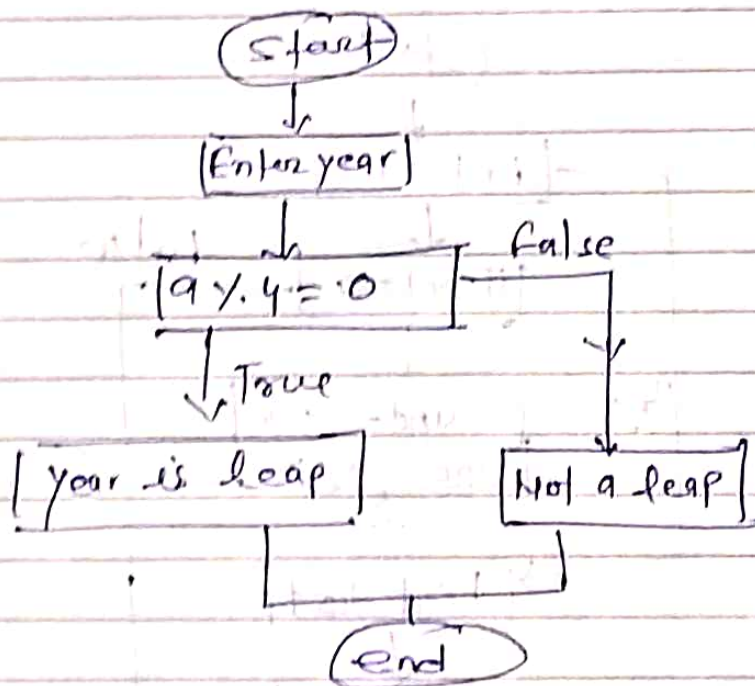 Start
Enter year
False
a % 4 = 0
True
year is leap
Not a leap
end